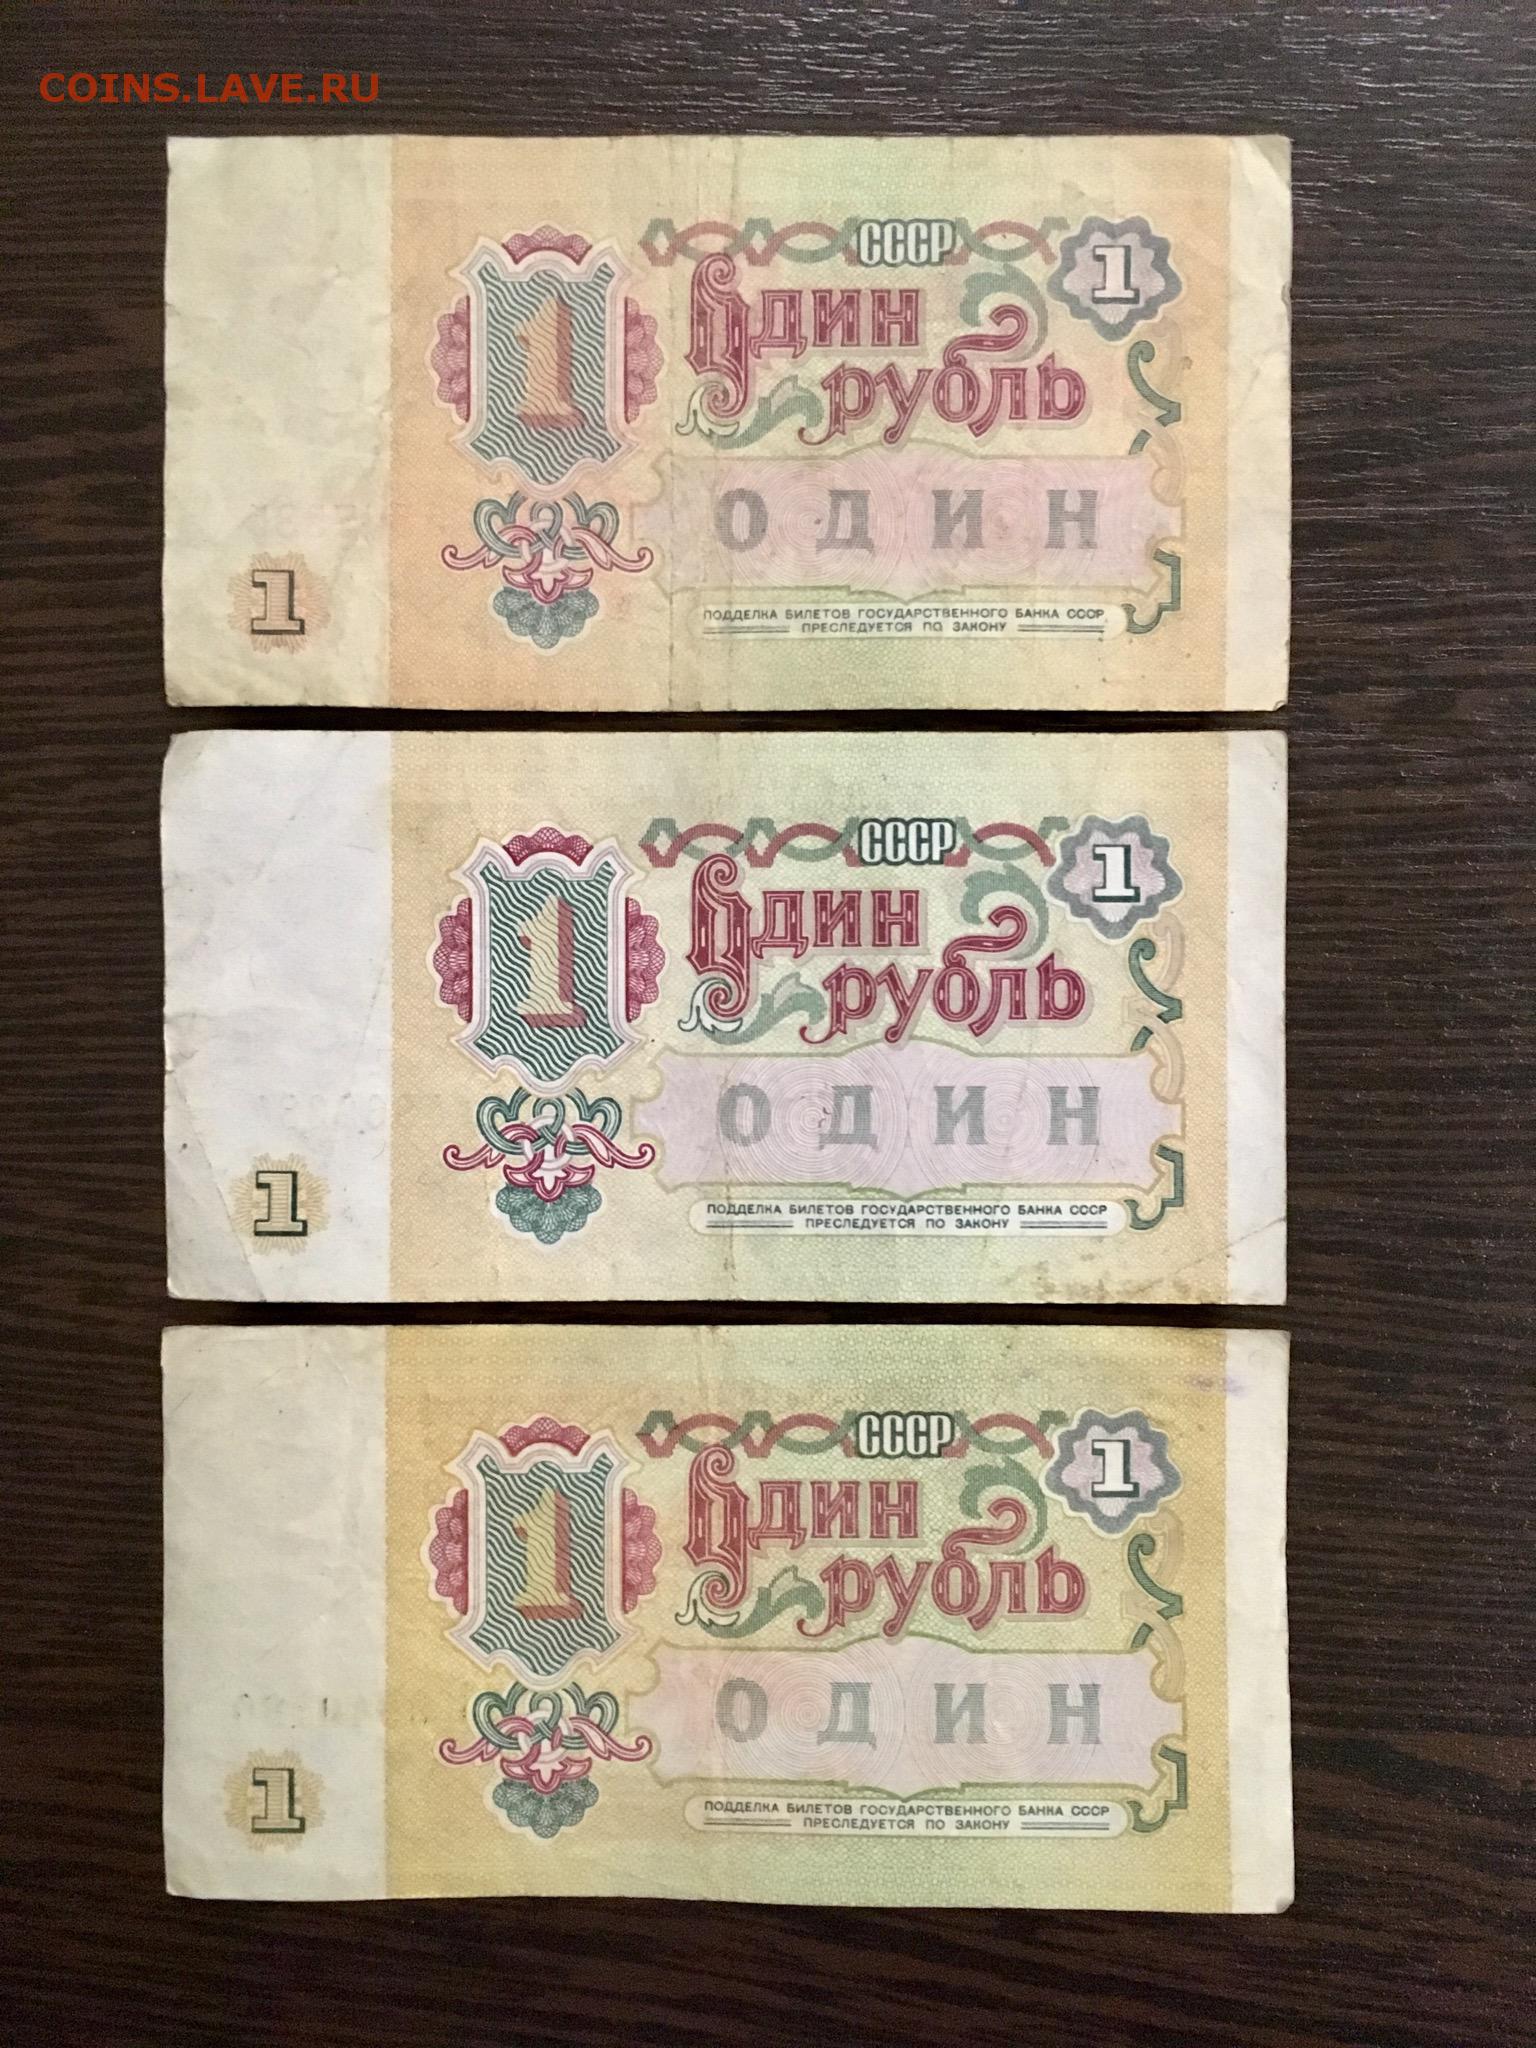 COINS.LAVE.RU
СССР
1
1
Один
рубль
ОДИН
1
ПОДДЕЛКА БИЛЕТОВ ГОСУДАРСТВЕННОГО БАНКА СССР
ПРЕСЛЕДУЕТСЯ ПО ЗАКОНУ
СССР
1
1
Один
рубль
ОДИН
1
ПОДДЕЛКА БИЛЕТОВ ГОСУДАРСТВЕННОГО БАНКА СССР
ПРЕСЛЕДУЕТСЯ ПО ЗАКОНУ
СССР
1
1
Один
рубль
ОДИН
1
ПОДДЕЛКА БИЛЕТОВ ГОСУДАРСТВЕННОГО БАНКА СССР
ПРЕСЛЕДУЕТСЯ ПО ЗАКОНУ